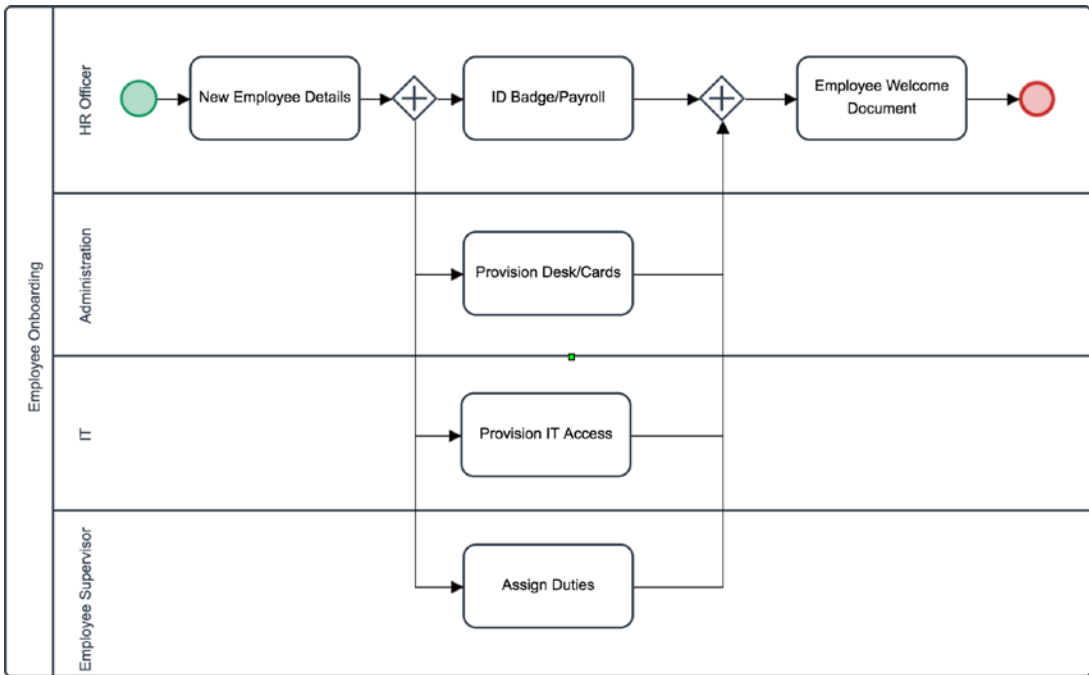 Employee Onboarding
HR Officer
New Employee Details
ID Badge/Payroll
Employee Welcome
Document
Administration
Provision Desk/Cards
IT
Provision IT Access
Employee Supervisor
Assign Duties